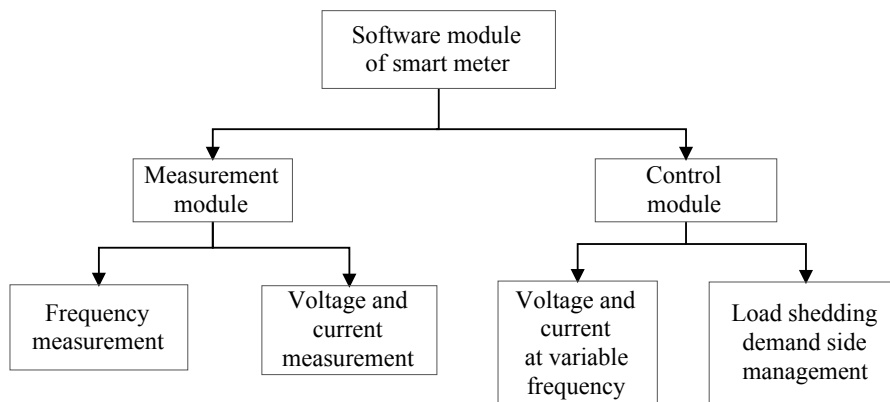 Software module
of smart meter
Measurement
module
Control
module
Frequency
measurement
Voltage and
current
measurement
Voltage and
current
at variable
frequency
Load shedding
demand side
management